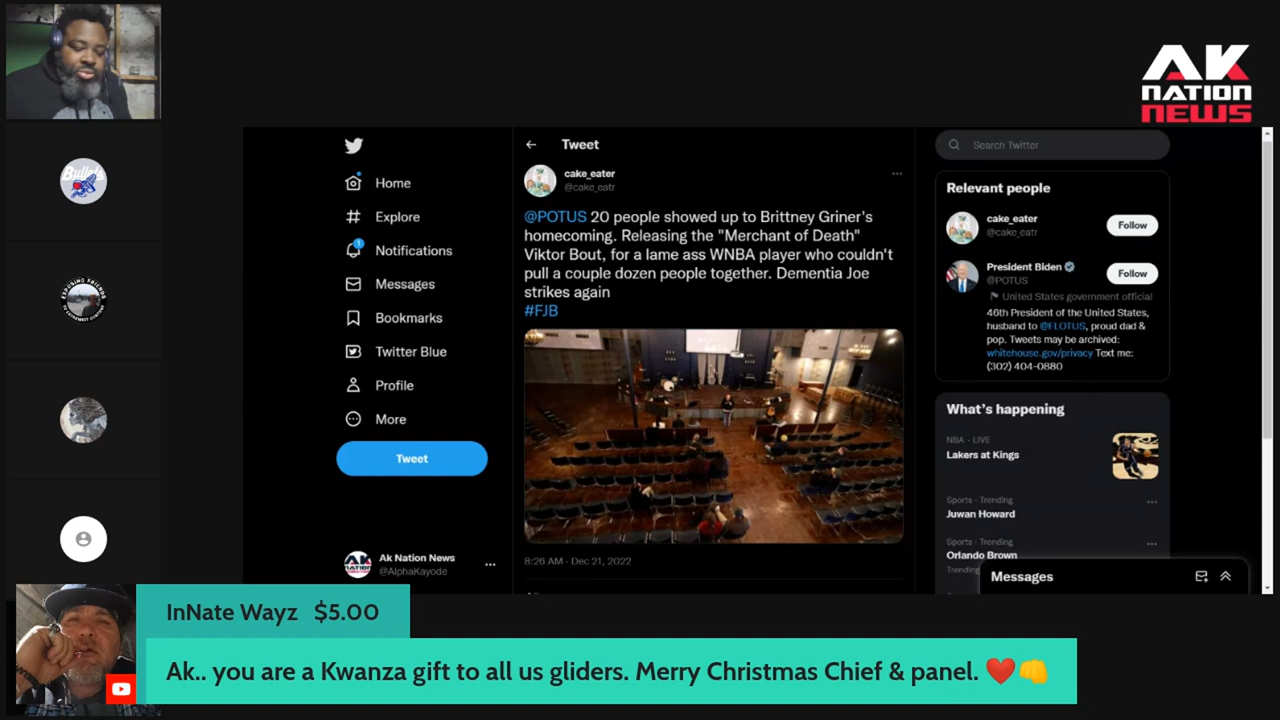 AK
NATION
NEWS
Bullets
EXPOSING FRIENDS
Home
Explore
1
Notifications
Messages
Bookmarks
Twitter Blue
Profile
More
Tweet
Ak Nation News
@AlphaKayode
Tweet
cake_eater
@cake_eatr
@POTUS 20 people showed up to Brittney Griner's
homecoming. Releasing the "Merchant of Death"
Viktor Bout, for a lame ass WNBA player who couldn't
pull a couple dozen people together. Dementia Joe
strikes again
#FJB
8:26 AM · Dec 21, 2022
Search Twitter
Relevant people
cake_eater
@cake_eatr
Follow
President Biden
@POTUS
Follow
United States government official
46th President of the United States,
husband to @FLOTUS, proud dad &
pop. Tweets may be archived:
whitehouse.gov/privacy Text me:
(302) 404-0880
What's happening
NBA · LIVE
Lakers at Kings
Sports · Trending
Juwan Howard
Sports · Trending
Orlando Brown
Trending
Messages
InNate Wayz $5.00
Ak.. you are a Kwanza gift to all us gliders. Merry Christmas Chief & panel. ❤️👊